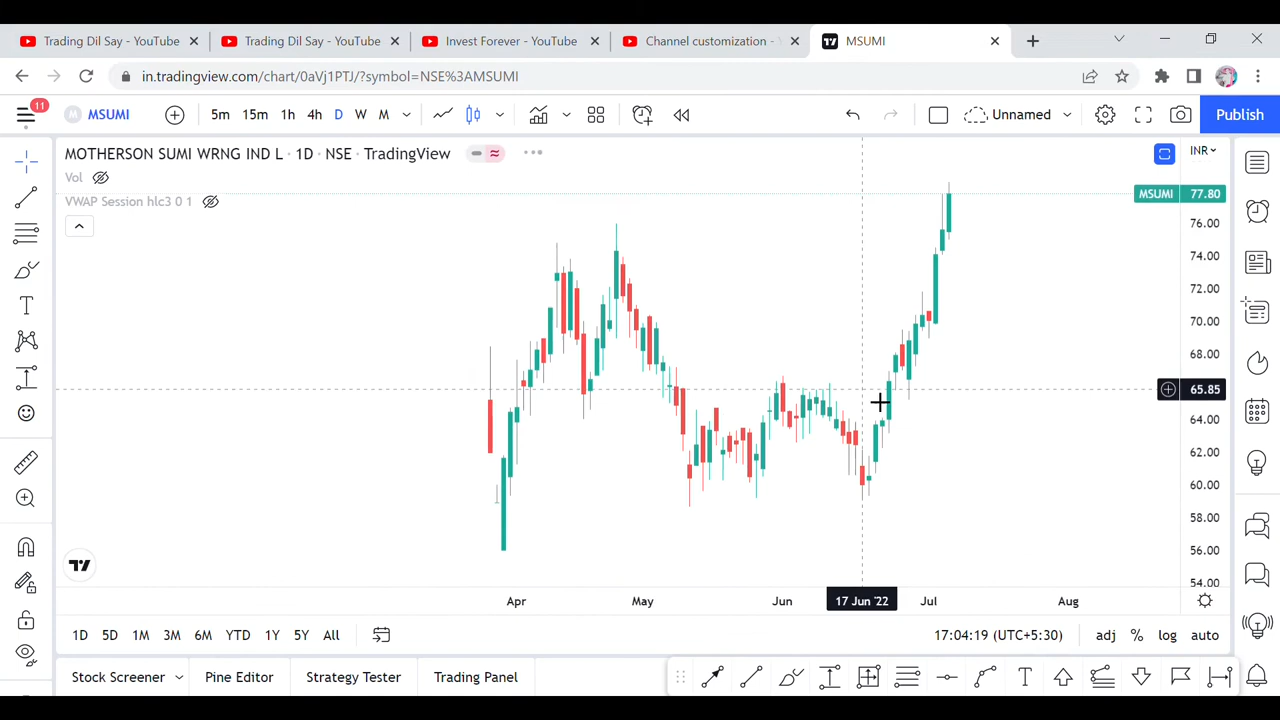 Trading Dil Say - YouTube
Trading Dil Say - YouTube
Invest Forever - YouTube
Channel customization -
MSUMI
in.tradingview.com/chart/0aVj1PTJ/?symbol=NSE%3AMSUMI
11
M MSUMI 5m 15m 1h 4h D W M Unnamed Publish
MOTHERSON SUMI WRNG IND L · 1D · NSE · TradingView
INR
Vol
VWAP Session hlc3 0 1
MSUMI 77.80
76.00
74.00
72.00
70.00
68.00
65.85
64.00
62.00
60.00
58.00
56.00
54.00
Apr May Jun 17 Jun '22 Jul Aug
1D 5D 1M 3M 6M YTD 1Y 5Y All 17:04:19 (UTC+5:30) adj % log auto
Stock Screener Pine Editor Strategy Tester Trading Panel